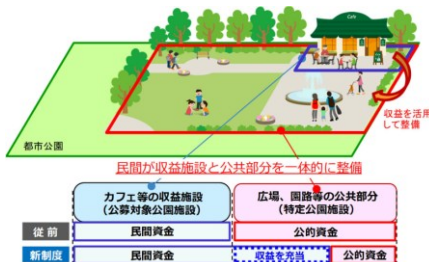 Cafe
収益を活用
して整備
都市公園
民間が収益施設と公共部分を一体的に整備
カフェ等の収益施設
(公募対象公園施設)
広場、園路等の公共部分
(特定公園施設)
従前
民間資金
公的資金
新制度
民間資金
収益を充当
公的資金